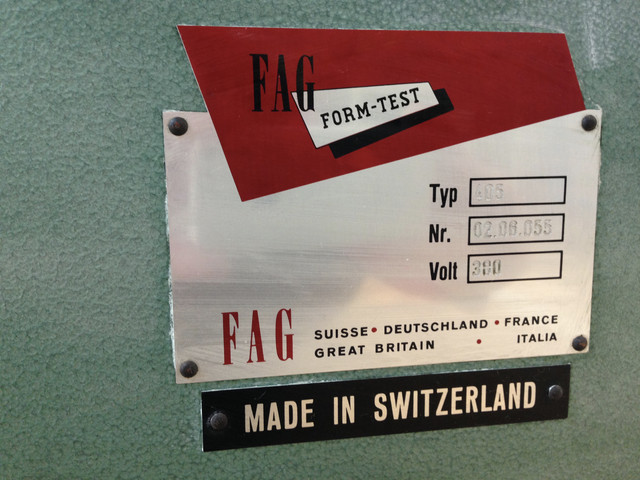 FAG
FORM-TEST
Typ
Nr. 02.08.055
Volt 380
FAG
SUISSE • DEUTSCHLAND • FRANCE
GREAT BRITAIN • ITALIA
MADE IN SWITZERLAND